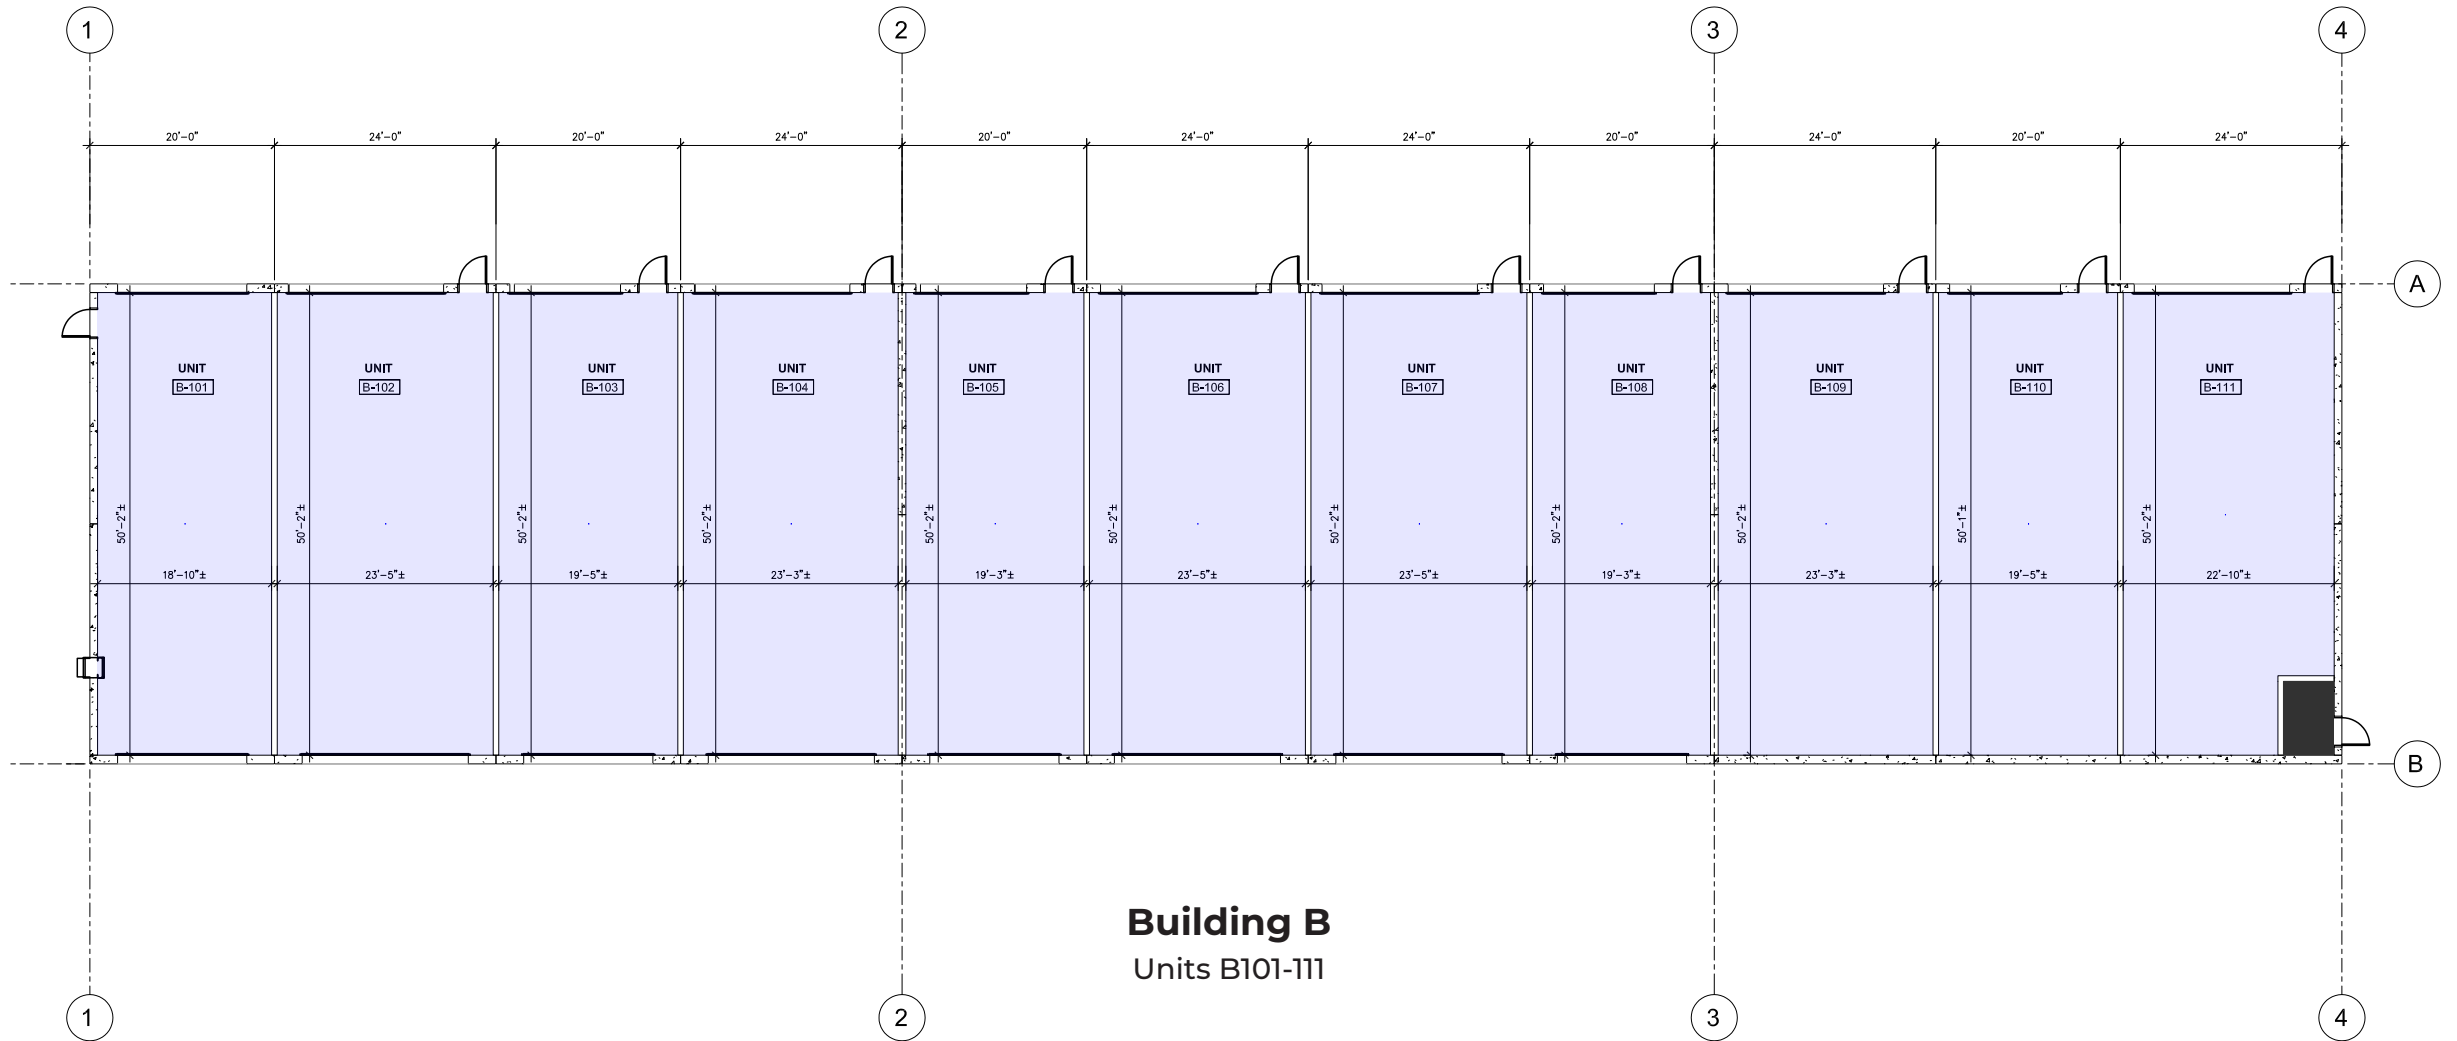 1 2 3 4
20'-0" 24'-0" 20'-0" 24'-0" 20'-0" 24'-0" 24'-0" 20'-0" 24'-0" 20'-0" 24'-0"
A
UNIT UNIT UNIT UNIT UNIT UNIT UNIT UNIT UNIT UNIT UNIT
B-101 B-102 B-103 B-104 B-105 B-106 B-107 B-108 B-109 B-110 B-111
50'-2"± 50'-2"± 50'-2"± 50'-2"± 50'-2"± 50'-2"± 50'-2"± 50'-2"± 50'-2"± 50'-1"± 50'-2"±
18'-10"± 23'-5"± 19'-5"± 23'-3"± 19'-3"± 23'-5"± 23'-5"± 19'-3"± 23'-3"± 19'-5"± 22'-10"±
B
Building B
Units B101-111
1 2 3 4